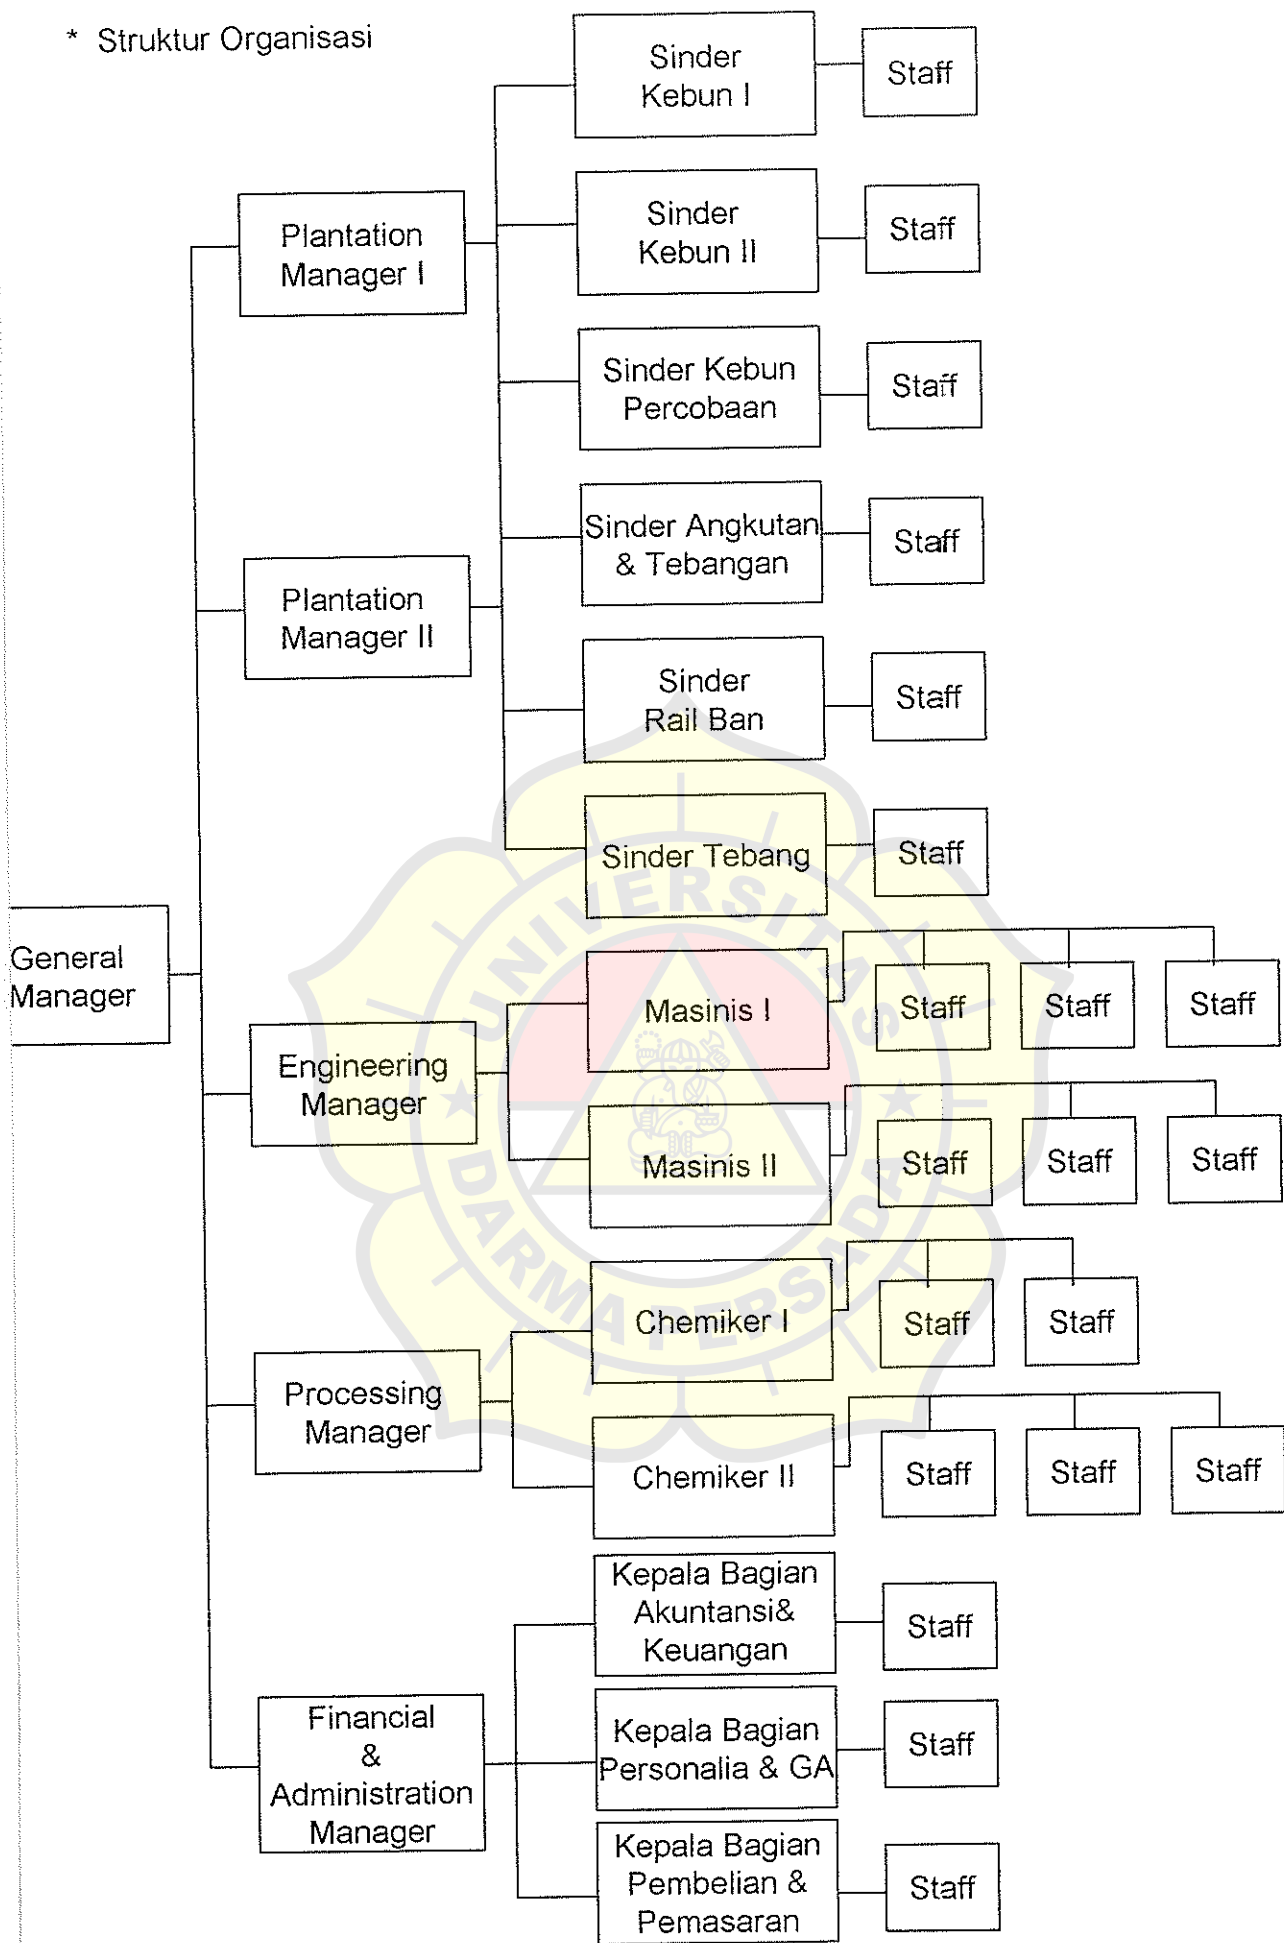 * Struktur Organisasi
Sinder
Kebun I
Staff
Plantation
Manager I
Sinder
Kebun II
Staff
Sinder Kebun
Percobaan
Staff
Plantation
Manager II
Sinder Angkutan
& Tebangan
Staff
Sinder
Rail Ban
Staff
Sinder Tebang
Staff
General
Manager
Engineering
Manager
Masinis I
Staff
Staff
Staff
Masinis II
Staff
Staff
Staff
Processing
Manager
Chemiker I
Staff
Staff
Chemiker II
Staff
Staff
Staff
Financial
&
Administration
Manager
Kepala Bagian
Akuntansi&
Keuangan
Staff
Kepala Bagian
Personalia & GA
Staff
Kepala Bagian
Pembelian &
Pemasaran
Staff
UNIVERSITAS
DARMA PERSADA